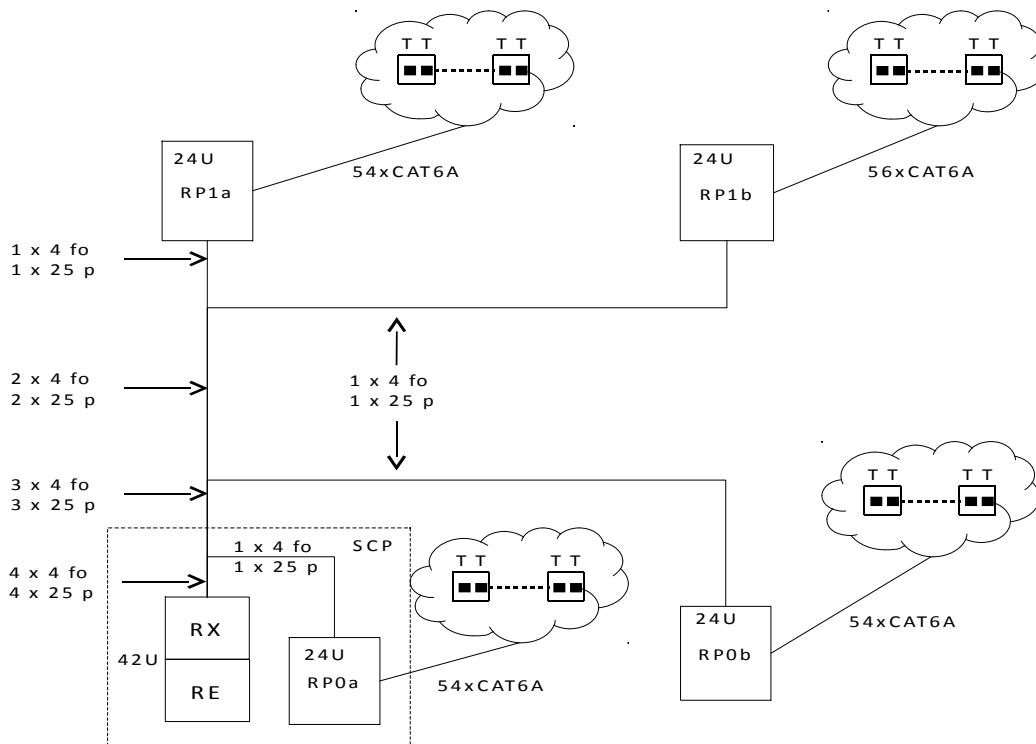 T T
T T
T T
T T
24U
RP1a
54xCAT6A
24U
RP1b
56xCAT6A
1 x 4 fo
1 x 25 p
2 x 4 fo
2 x 25 p
1 x 4 fo
1 x 25 p
3 x 4 fo
3 x 25 p
T T
T T
1 x 4 fo
1 x 25 p
SCP
T T
T T
4 x 4 fo
4 x 25 p
42U
RX
RE
24U
RP0a
54xCAT6A
24U
RP0b
54xCAT6A